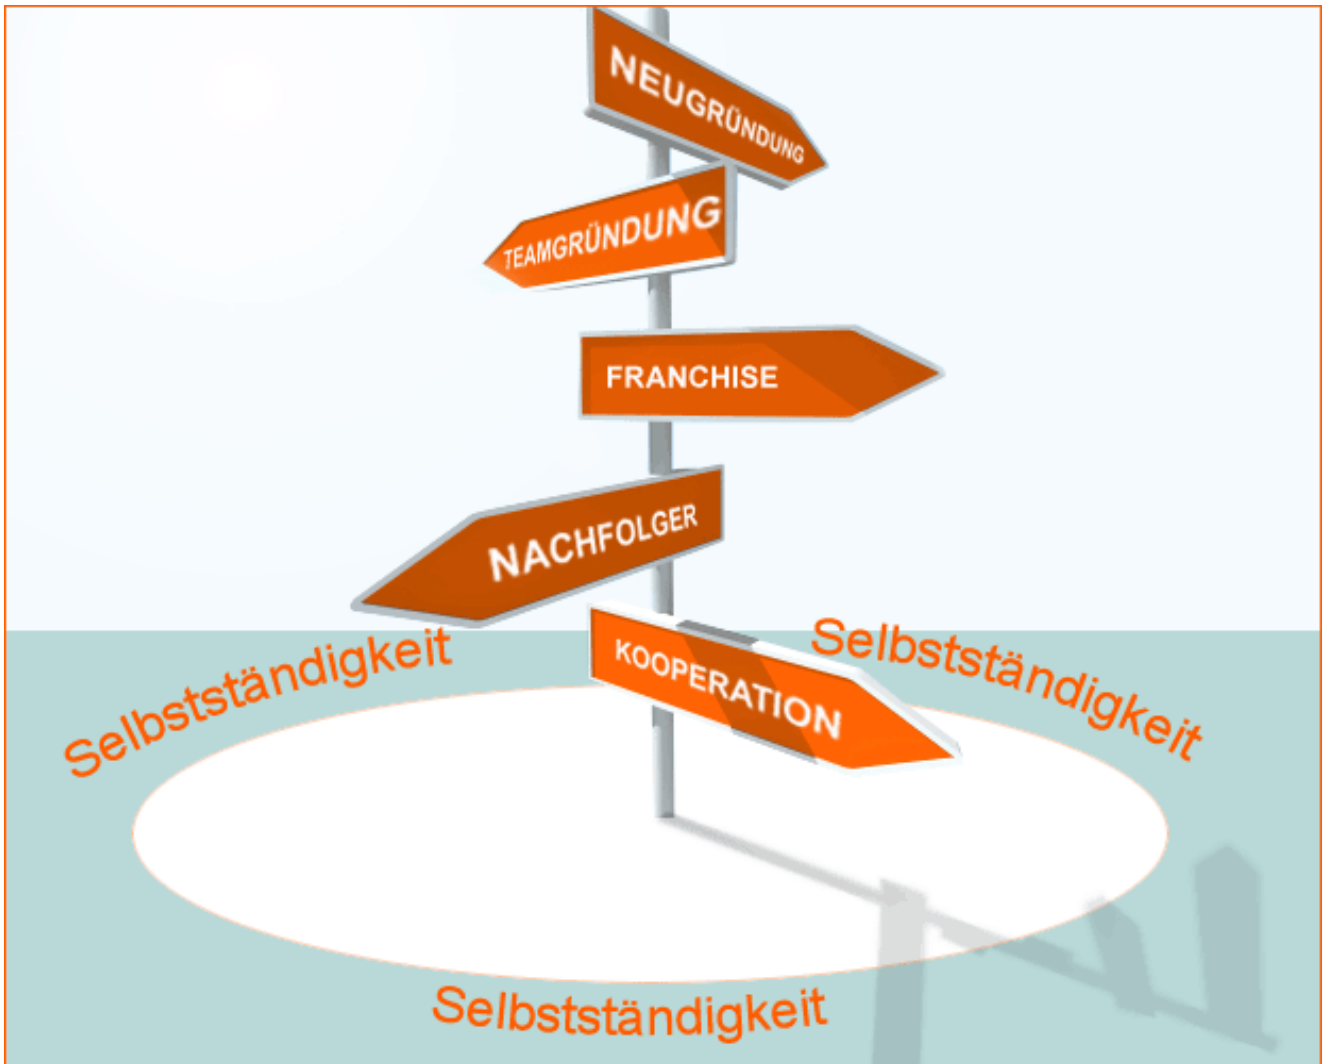 NEUGRÜNDUNG
TEAMGRÜNDUNG
FRANCHISE
NACHFOLGER
KOOPERATION
Selbstständigkeit
Selbstständigkeit
Selbstständigkeit